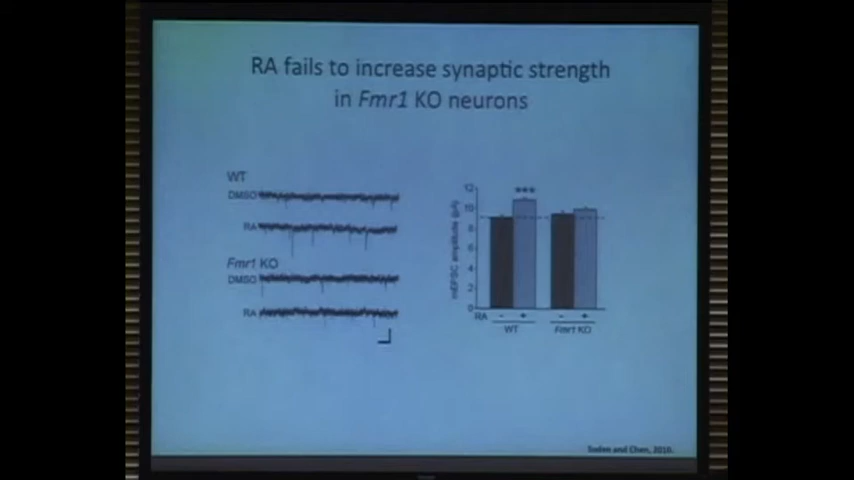 RA fails to increase synaptic strength
in Fmr1 KO neurons
WT
DMSO
RA
Fmr1 KO
DMSO
RA
mEPSC amplitude (pA)
12
10
8
6
4
2
0
***
RA - + - +
WT Fmr1 KO
Soden and Chen, 2010.